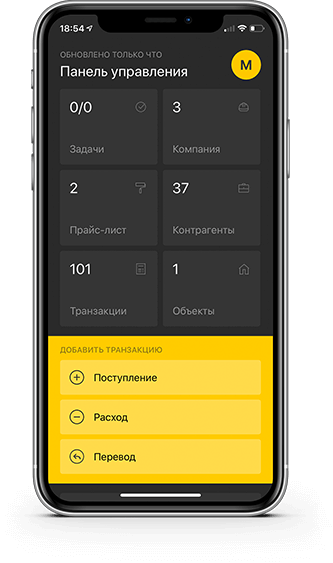 18:54
ОБНОВЛЕНО ТОЛЬКО ЧТО
Панель управления
М
0/0
3
Задачи
Компания
2
37
Прайс-лист
Контрагенты
101
1
Транзакции
Объекты
ДОБАВИТЬ ТРАНЗАКЦИЮ
Поступление
Расход
Перевод